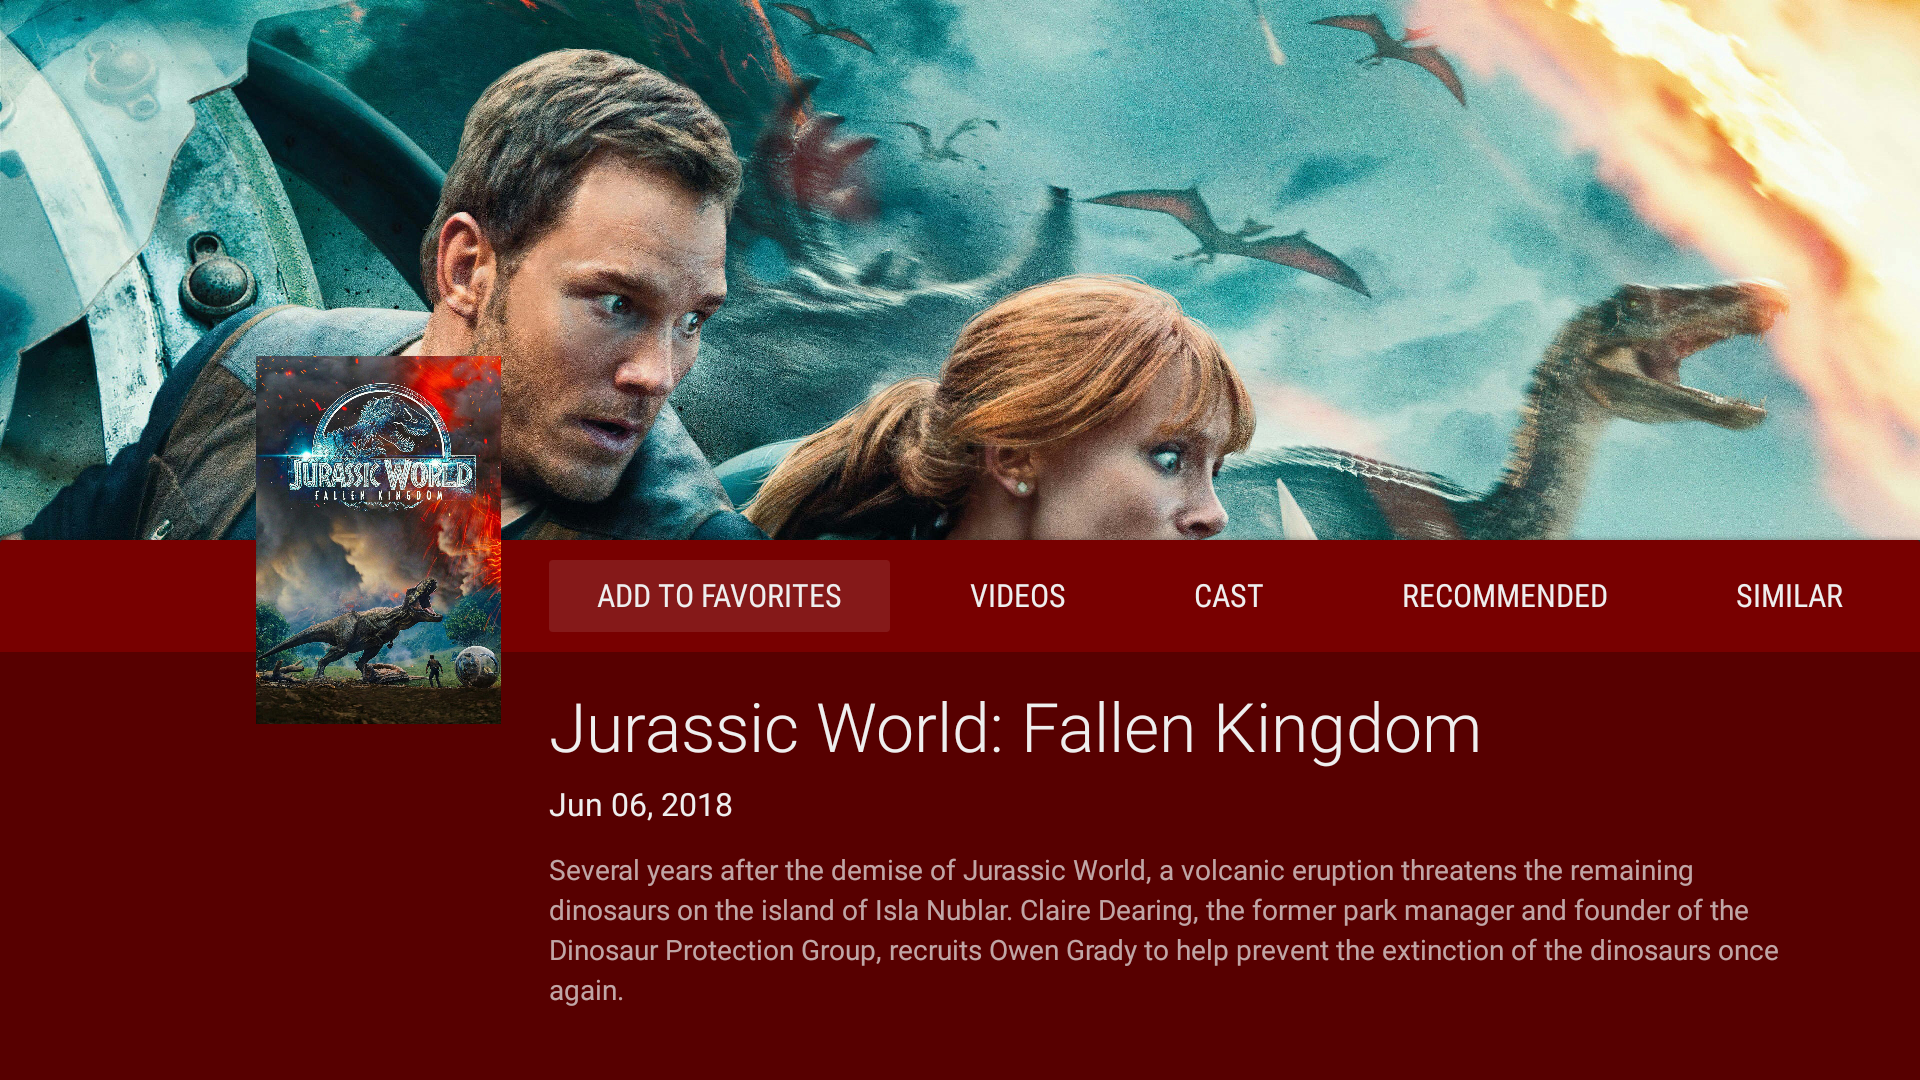 JURASSIC WORLD
FALLEN KINGDOM
ADD TO FAVORITES
VIDEOS
CAST
RECOMMENDED
SIMILAR
Jurassic World: Fallen Kingdom
Jun 06, 2018
Several years after the demise of Jurassic World, a volcanic eruption threatens the remaining
dinosaurs on the island of Isla Nublar. Claire Dearing, the former park manager and founder of the
Dinosaur Protection Group, recruits Owen Grady to help prevent the extinction of the dinosaurs once
again.